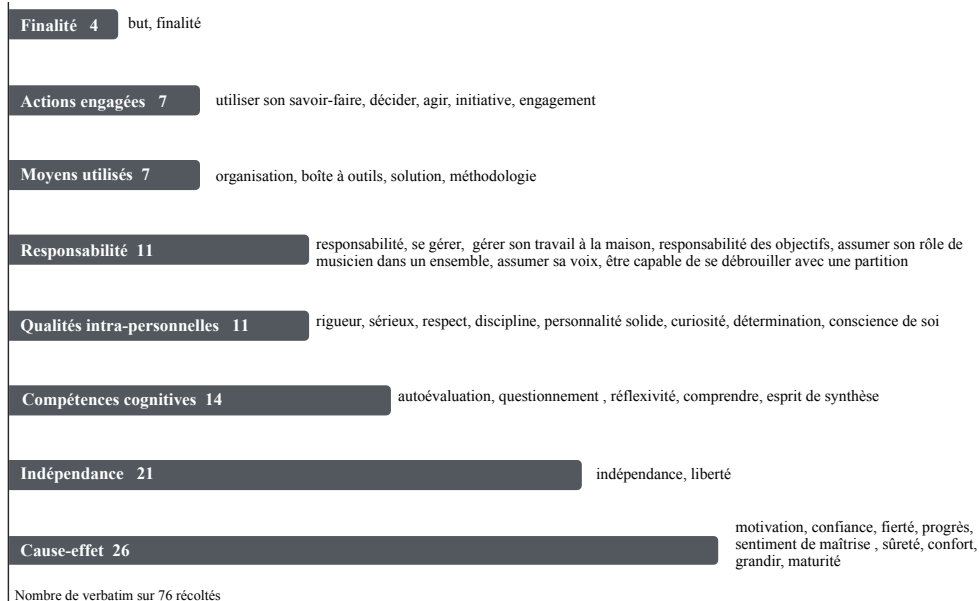 Finalité 4 but, finalité
Actions engagées 7 utiliser son savoir-faire, décider, agir, initiative, engagement
Moyens utilisés 7 organisation, boîte à outils, solution, méthodologie
Responsabilité 11 responsabilité, se gérer, gérer son travail à la maison, responsabilité des objectifs, assumer son rôle de
musicien dans un ensemble, assumer sa voix, être capable de se débrouiller avec une partition
Qualités intra-personnelles 11 rigueur, sérieux, respect, discipline, personnalité solide, curiosité, détermination, conscience de soi
Compétences cognitives 14 autoévaluation, questionnement , réflexivité, comprendre, esprit de synthèse
Indépendance 21 indépendance, liberté
Cause-effet 26 motivation, confiance, fierté, progrès,
sentiment de maîtrise , sûreté, confort,
grandir, maturité
Nombre de verbatim sur 76 récoltés